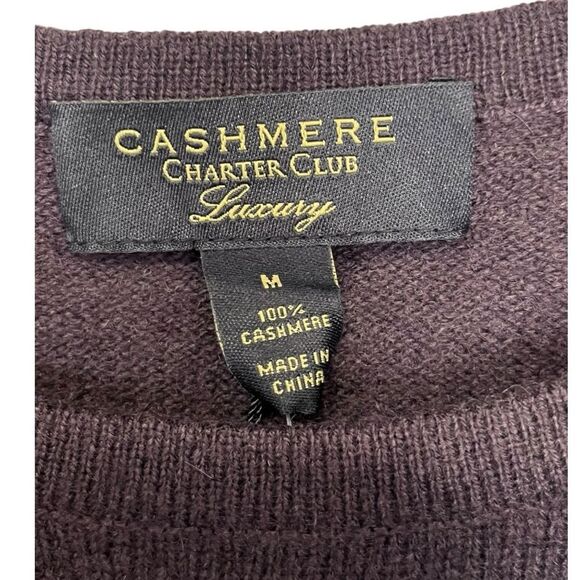 CASHMERE
CHARTER CLUB
Luxury
M
100%
CASHMERE
MADE IN
CHINA